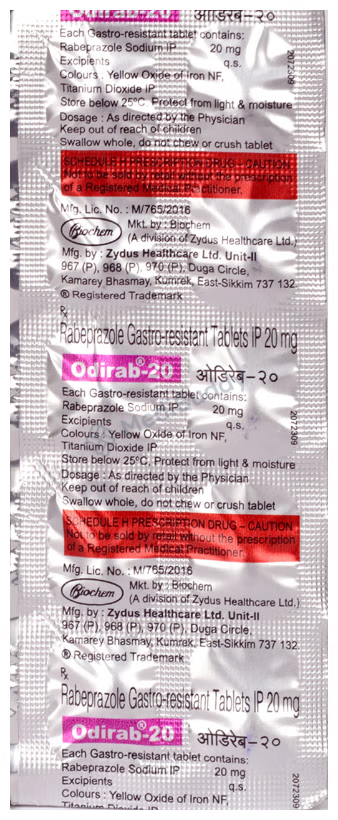 Odirab-20 ओडिरेब-२०
Each Gastro-resistant tablet contains:
Rabeprazole Sodium IP 20 mg
Excipients q.s.
Colours : Yellow Oxide of Iron NF,
Titanium Dioxide IP
Store below 25°C, Protect from light & moisture
Dosage : As directed by the Physician
Keep out of reach of children
Swallow whole, do not chew or crush tablet
2072309
SCHEDULE H PRESCRIPTION DRUG – CAUTION
Not to be sold by retail without the prescription
of a Registered Medical Practitioner.
Mfg. Lic. No. : M/765/2016
Biochem
Mkt. by : Biochem
(A division of Zydus Healthcare Ltd.)
Mfg. by : Zydus Healthcare Ltd. Unit-II
967 (P), 968 (P), 970 (P), Duga Circle,
Kamarey Bhasmay, Kumrek, East-Sikkim 737 132.
® Registered Trademark
Rx
Rabeprazole Gastro-resistant Tablets IP 20 mg
Odirab®-20 ओडिरेब-२०
Each Gastro-resistant tablet contains:
Rabeprazole Sodium IP 20 mg
Excipients q.s.
Colours : Yellow Oxide of Iron NF,
Titanium Dioxide IP
Store below 25°C, Protect from light & moisture
Dosage : As directed by the Physician
Keep out of reach of children
Swallow whole, do not chew or crush tablet
2072309
SCHEDULE H PRESCRIPTION DRUG – CAUTION
Not to be sold by retail without the prescription
of a Registered Medical Practitioner.
Mfg. Lic. No. : M/765/2016
Biochem
Mkt. by : Biochem
(A division of Zydus Healthcare Ltd.)
Mfg. by : Zydus Healthcare Ltd. Unit-II
967 (P), 968 (P), 970 (P), Duga Circle,
Kamarey Bhasmay, Kumrek, East-Sikkim 737 132.
® Registered Trademark
Rx
Rabeprazole Gastro-resistant Tablets IP 20 mg
Odirab®-20 ओडिरेब-२०
Each Gastro-resistant tablet contains:
Rabeprazole Sodium IP 20 mg
Excipients q.s.
Colours : Yellow Oxide of Iron NF,
Titanium Dioxide IP
2072309